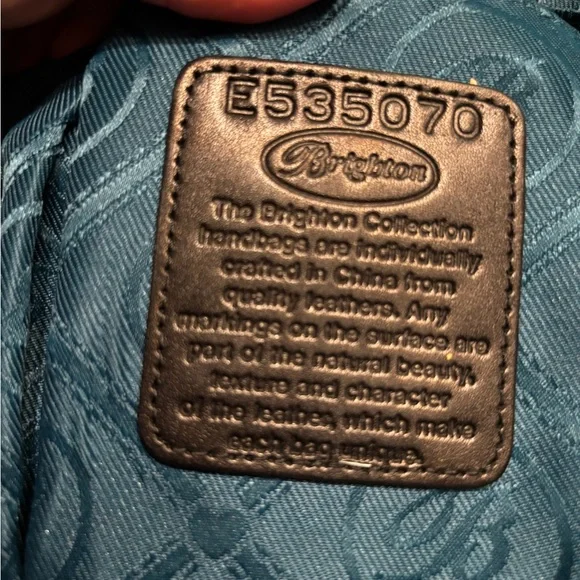 E535070
Brighton
The Brighton Collection
handbags are individually
crafted in China from
quality leathers. Any
markings on the surface are
part of the natural beauty,
texture and character
of the leather, which make
each bag unique.